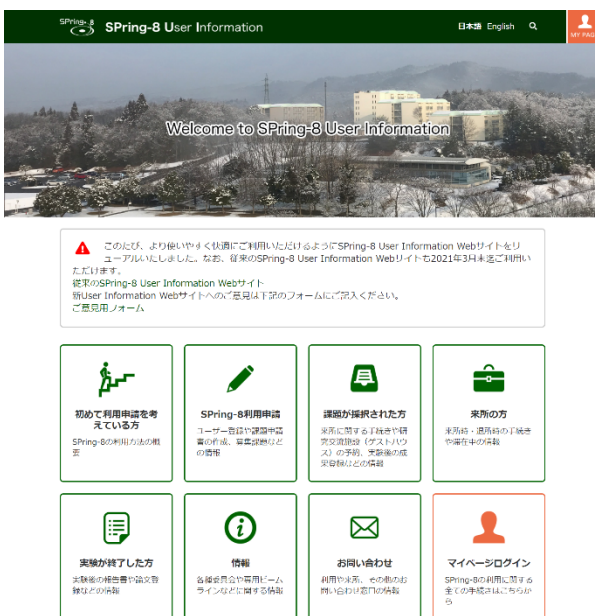 SPring-8
SPring-8 User Information
日本語 English
MY PAG
Welcome to SPring-8 User Information
このたび、より使いやすく快適にご利用いただけるようにSPring-8 User Information Webサイトをリ
ューアルいたしました。なお、従来のSPring-8 User Information Webサイトも2021年3月末迄ご利用い
ただけます。
従来のSPring-8 User Information Webサイト
新User Information Webサイトへのご意見は下記のフォームにご記入ください。
ご意見用フォーム
初めて利用申請を考
えている方
SPring-8の利用方法の概
要
SPring-8利用申請
ユーザー登録や課題申請
書の作成、募集課題など
の情報
課題が採択された方
来所に関する手続きや研
究交流施設（ゲストハウ
ス）の予約、実験後の成
果登録などの情報
来所の方
来所時・退所時の手続き
や滞在中の情報
実験が終了した方
実験後の報告書や論文登
録などの情報
情報
各種委員会や専用ビーム
ラインなどに関する情報
お問い合わせ
利用や来所、その他のお
問い合わせ窓口の情報
マイページログイン
SPring-8の利用に関する
全ての手続きはこちらか
ら